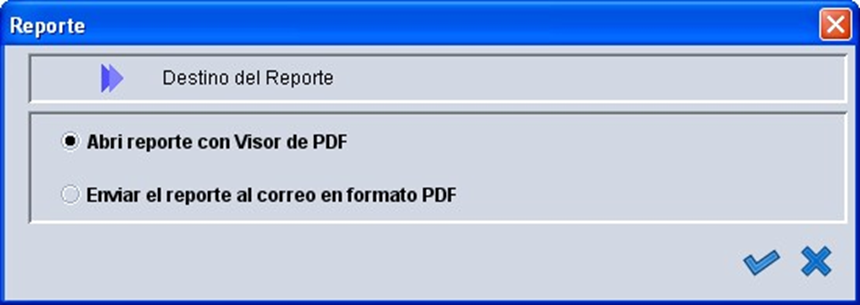 Reporte
Destino del Reporte
Abri reporte con Visor de PDF
Enviar el reporte al correo en formato PDF